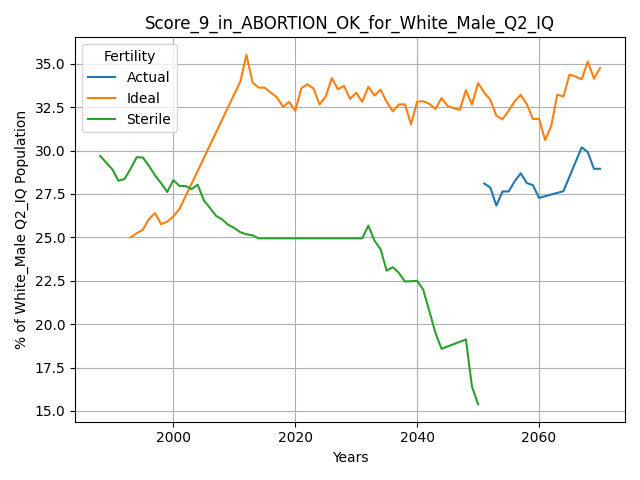 Score_9_in_ABORTION_OK_for_White_Male_Q2_IQ
Fertility
Actual
Ideal
Sterile
% of White_Male Q2_IQ Population
35.0
32.5
30.0
27.5
25.0
22.5
20.0
17.5
15.0
2000
2020
2040
2060
Years